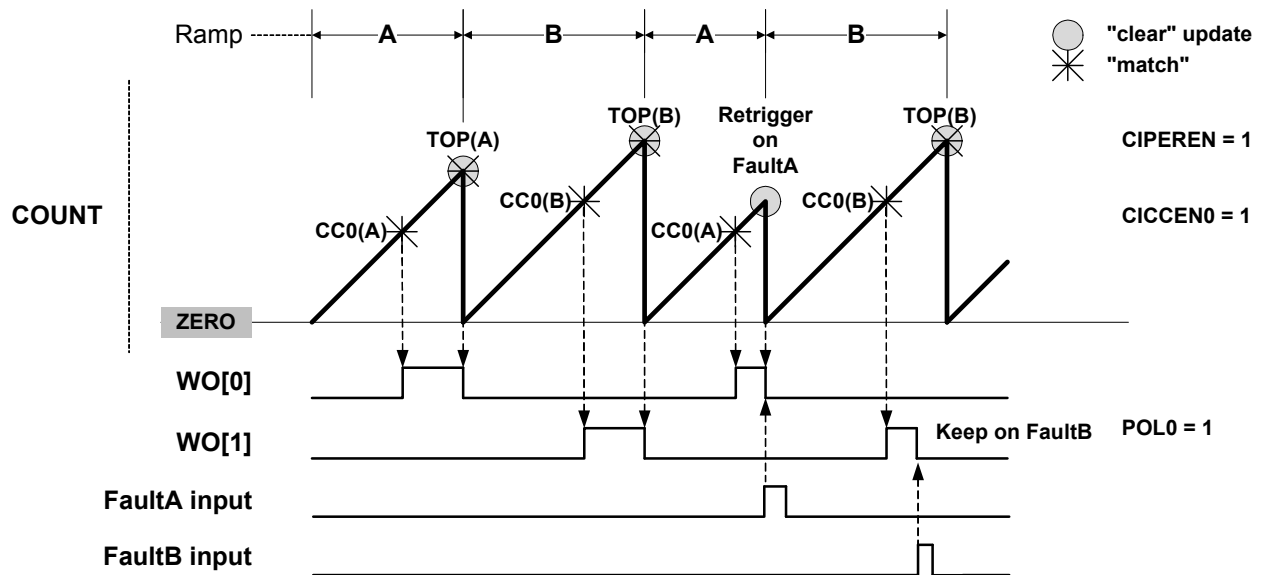 Ramp A B A B
"clear" update
"match"
TOP(A)
TOP(B)
Retrigger
on
FaultA
TOP(B)
CIPEREN = 1
COUNT
CC0(A)
CC0(B)
CC0(A)
CC0(B)
CICCEN0 = 1
ZERO
WO[0]
WO[1]
Keep on FaultB
POL0 = 1
FaultA input
FaultB input